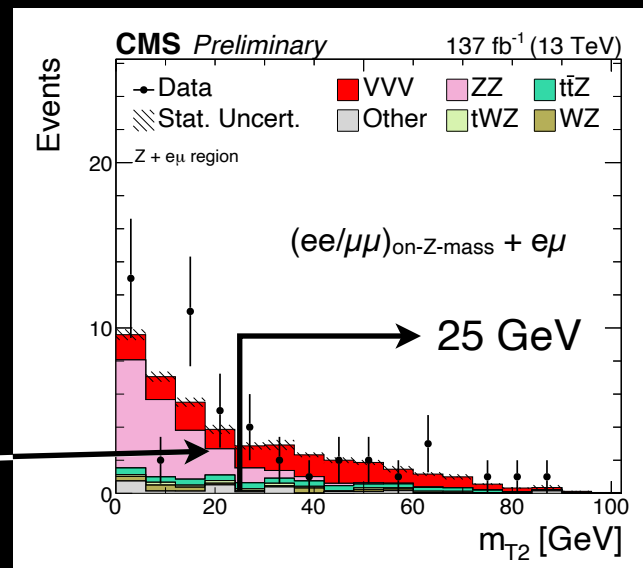 CMS Preliminary 137 fb⁻¹ (13 TeV)
Events
Data VVV ZZ tt̄Z
Stat. Uncert. Other tWZ WZ
Z + eμ region
20
(ee/μμ)on-Z-mass + eμ
10
25 GeV
0
0 20 40 60 80 100
mT2 [GeV]